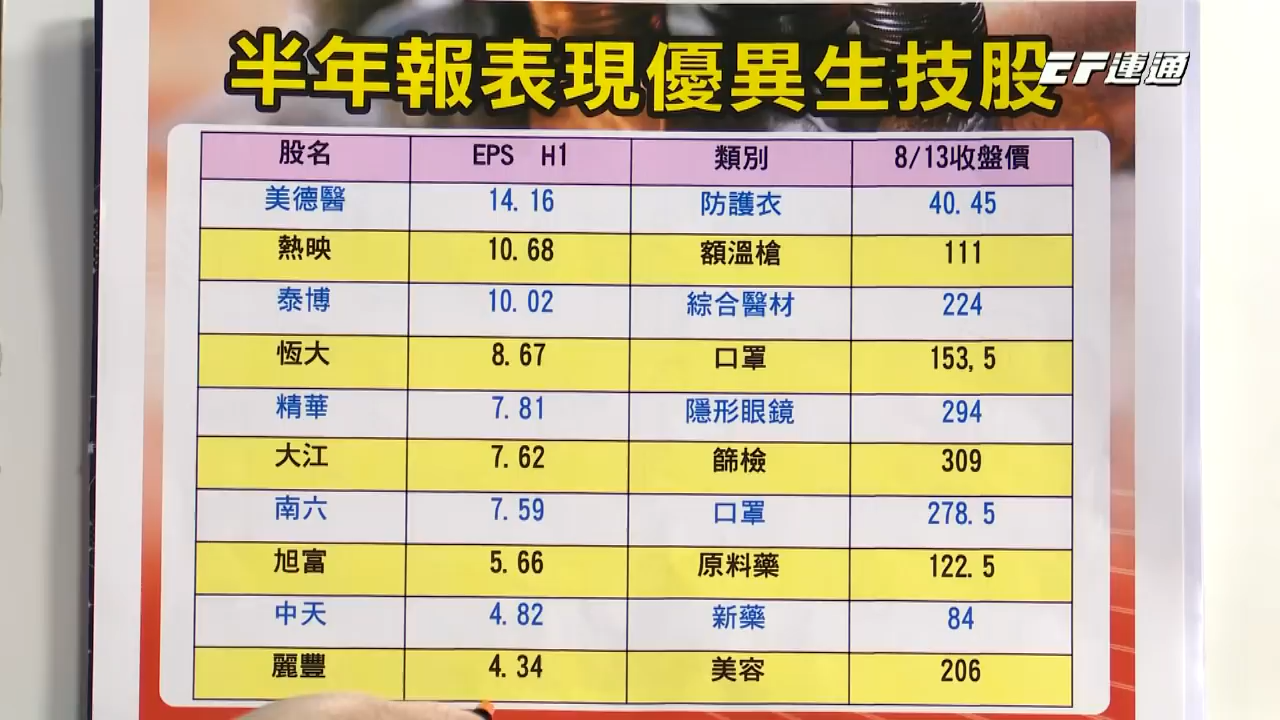 半年報表現優異生技股
EF運通
股名 EPS H1 類別 8/13收盤價
美德醫 14.16 防護衣 40.45
熱映 10.68 額溫槍 111
泰博 10.02 綜合醫材 224
恆大 8.67 口罩 153,5
精華 7.81 隱形眼鏡 294
大江 7.62 篩檢 309
南六 7.59 口罩 278.5
旭富 5.66 原料藥 122.5
中天 4.82 新藥 84
麗豐 4.34 美容 206